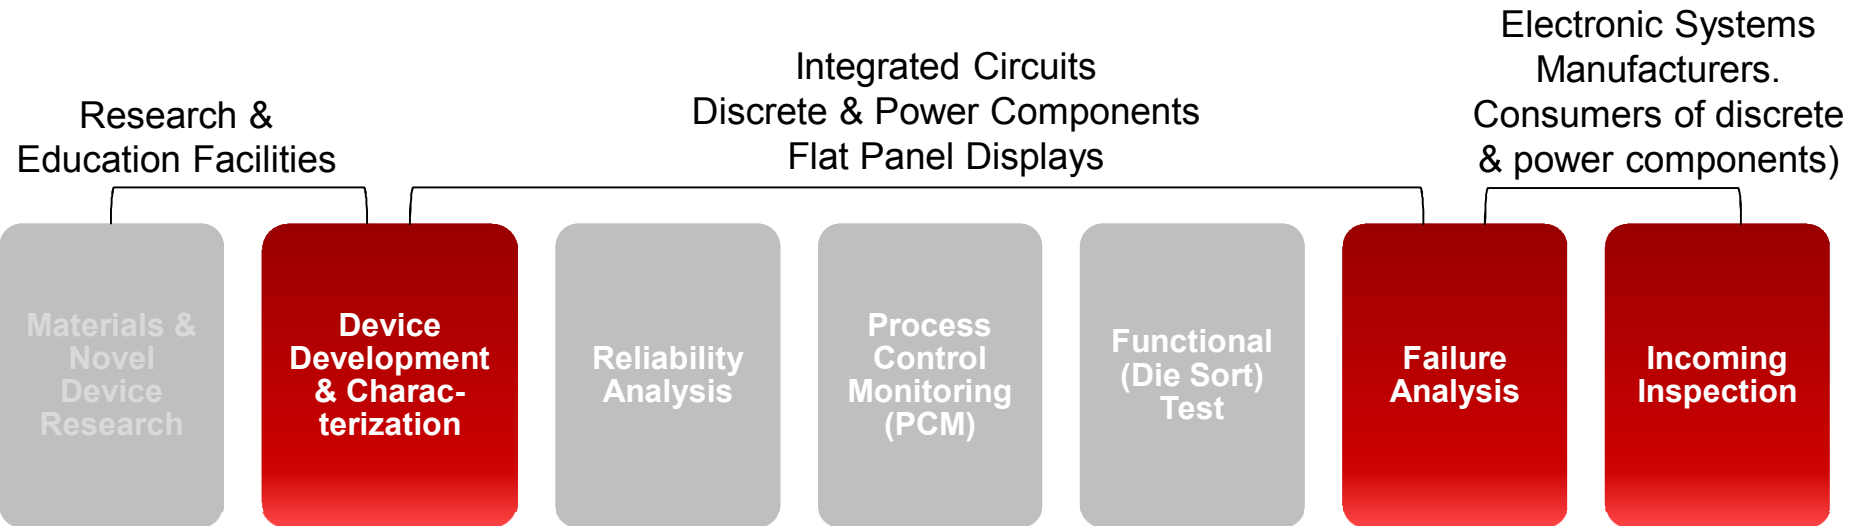 Research &
Education Facilities
Integrated Circuits
Discrete & Power Components
Flat Panel Displays
Electronic Systems
Manufacturers.
Consumers of discrete
& power components)
Materials &
Novel
Device
Research
Device
Development
& Charac-
terization
Reliability
Analysis
Process
Control
Monitoring
(PCM)
Functional
(Die Sort)
Test
Failure
Analysis
Incoming
Inspection